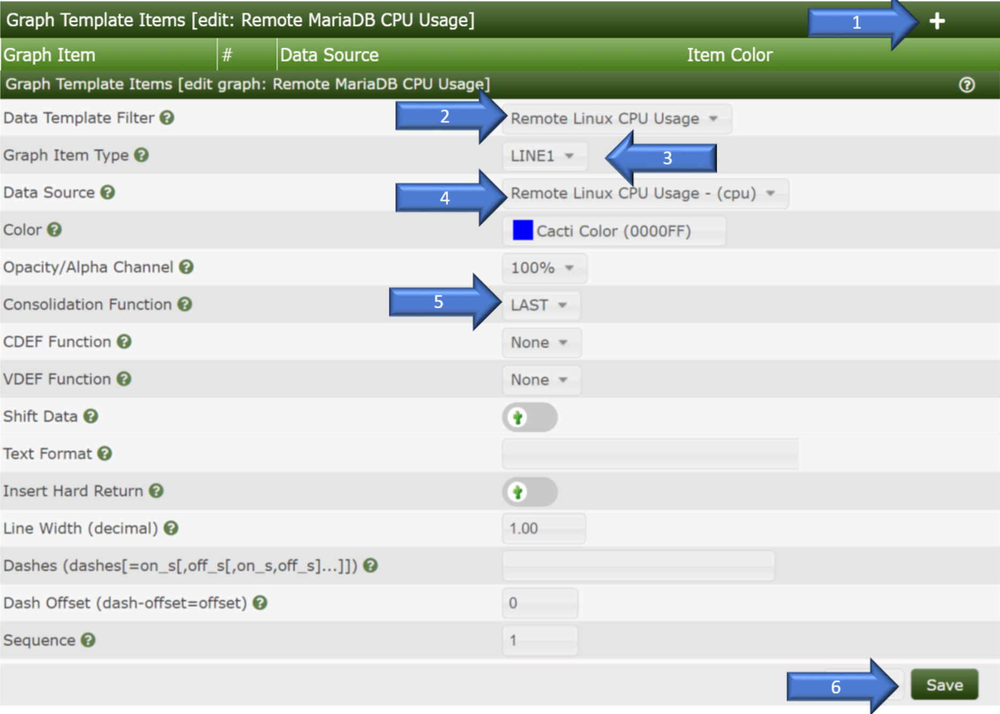 Graph Template Items [edit: Remote MariaDB CPU Usage] 1 +
Graph Item # Data Source Item Color
Graph Template Items [edit graph: Remote MariaDB CPU Usage] ?
Data Template Filter ? 2 Remote Linux CPU Usage
Graph Item Type ? LINE1 3
Data Source ? 4 Remote Linux CPU Usage - (cpu)
Color ? Cacti Color (0000FF)
Opacity/Alpha Channel ? 100%
Consolidation Function ? 5 LAST
CDEF Function ? None
VDEF Function ? None
Shift Data ?
Text Format ?
Insert Hard Return ?
Line Width (decimal) ? 1.00
Dashes (dashes[=on_s[,off_s[,on_s,off_s]...]]) ?
Dash Offset (dash-offset=offset) ? 0
Sequence ? 1
6 Save